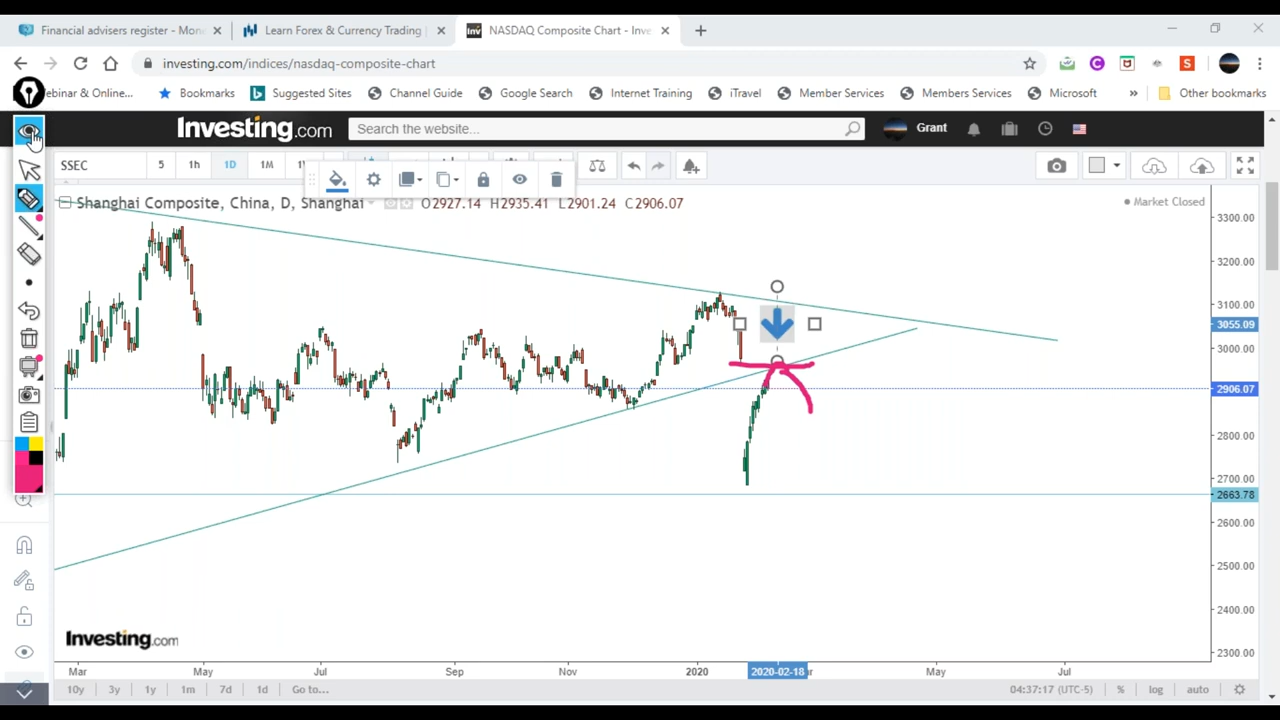 Financial advisers register - Mon
Learn Forex & Currency Trading
NASDAQ Composite Chart - Inve
investing.com/indices/nasdaq-composite-chart
ebinar & Online...
Bookmarks
Suggested Sites
Channel Guide
Google Search
Internet Training
iTravel
Member Services
Members Services
Microsoft
»
Other bookmarks
Investing.com
Search the website...
Grant
SSEC
5
1h
1D
1M
Shanghai Composite, China, D, Shanghai
O2927.14 H2935.41 L2901.24 C2906.07
Market Closed
3300.00
3200.00
3100.00
3055.09
3000.00
2906.07
2800.00
2700.00
2663.78
2600.00
2500.00
2400.00
2300.00
Investing.com
Mar
May
Jul
Sep
Nov
2020
2020-02-18
May
Jul
10y
3y
1y
1m
7d
1d
Go to...
04:37:17 (UTC-5)
%
log
auto